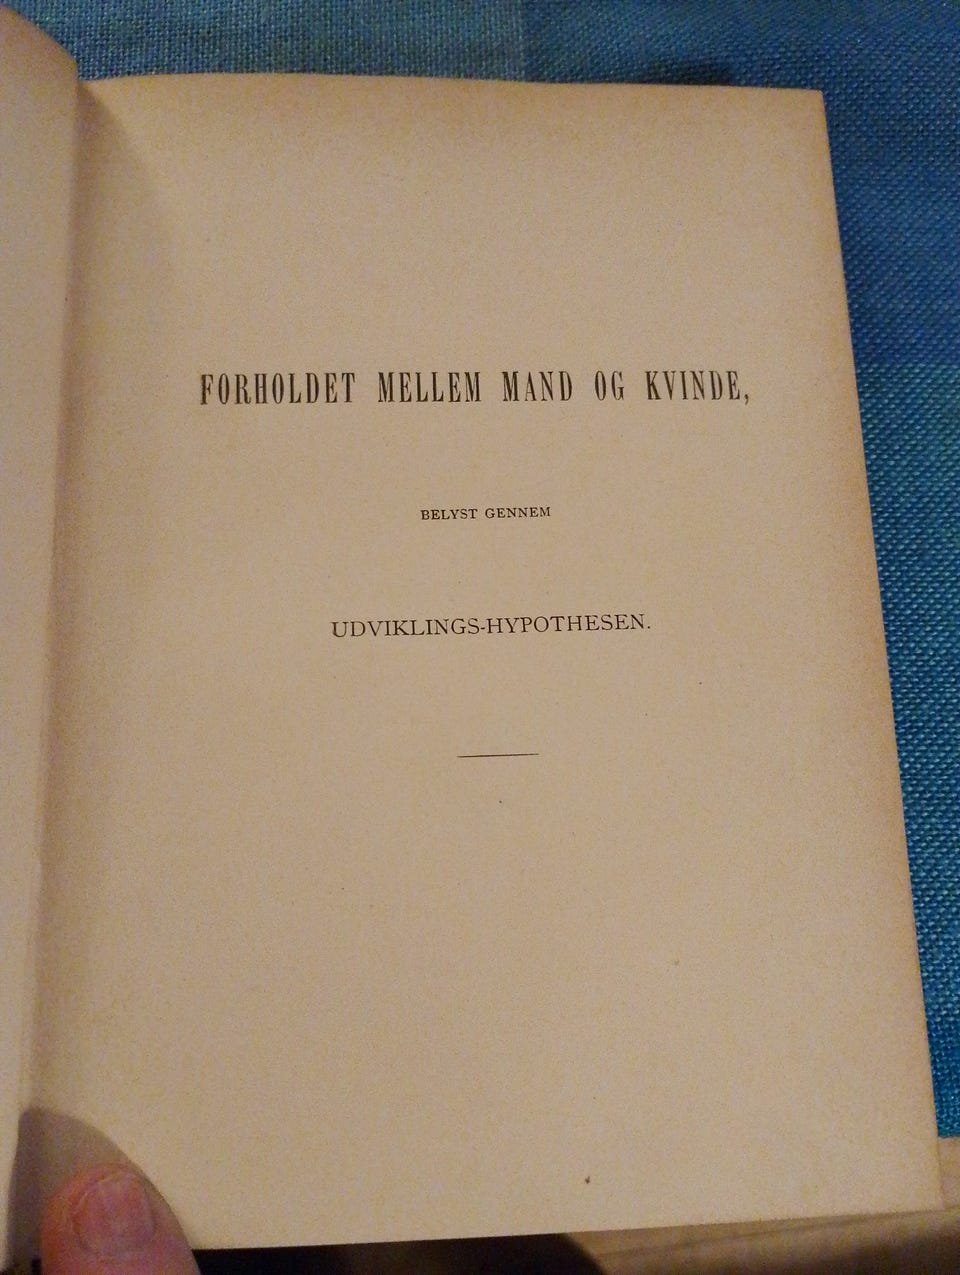 FORHOLDET MELLEM MAND OG KVINDE,
BELYST GENNEM
UDVIKLINGS-HYPOTHESEN.